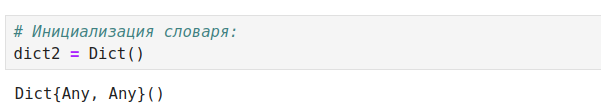 # Инициализация словаря:
dict2 = Dict()
Dict{Any, Any}()